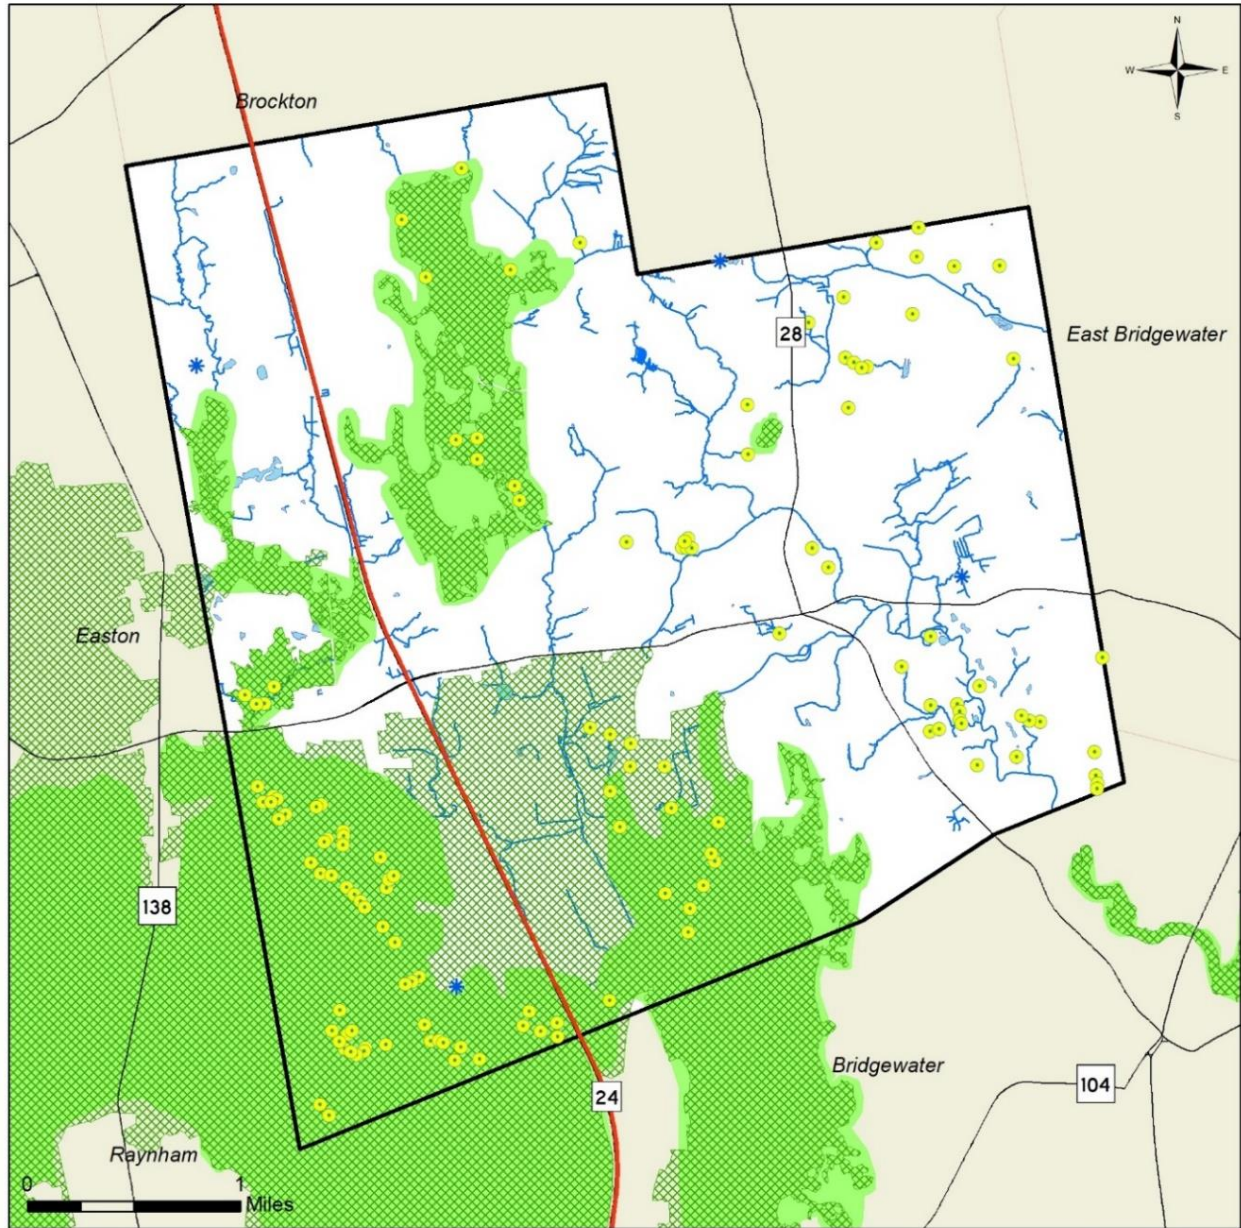 N
W E
S
Brockton
28
East Bridgewater
Easton
138
Bridgewater
104
24
Raynham
0 1
Miles